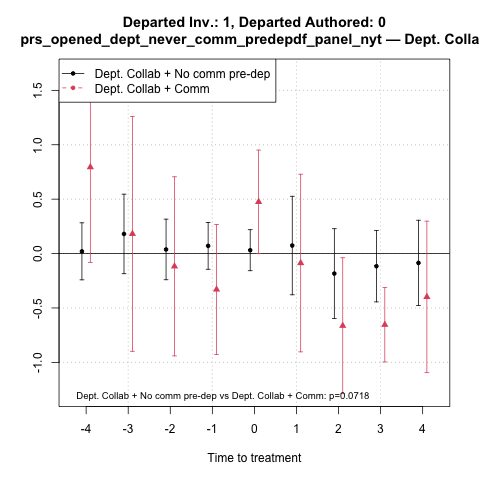 Departed Inv.: 1, Departed Authored: 0
prs_opened_dept_never_comm_predepdf_panel_nyt — Dept. Colla
Dept. Collab + No comm pre-dep
Dept. Collab + Comm
1.5
1.0
0.5
0.0
-0.5
-1.0
Dept. Collab + No comm pre-dep vs Dept. Collab + Comm: p=0.0718
-4 -3 -2 -1 0 1 2 3 4
Time to treatment